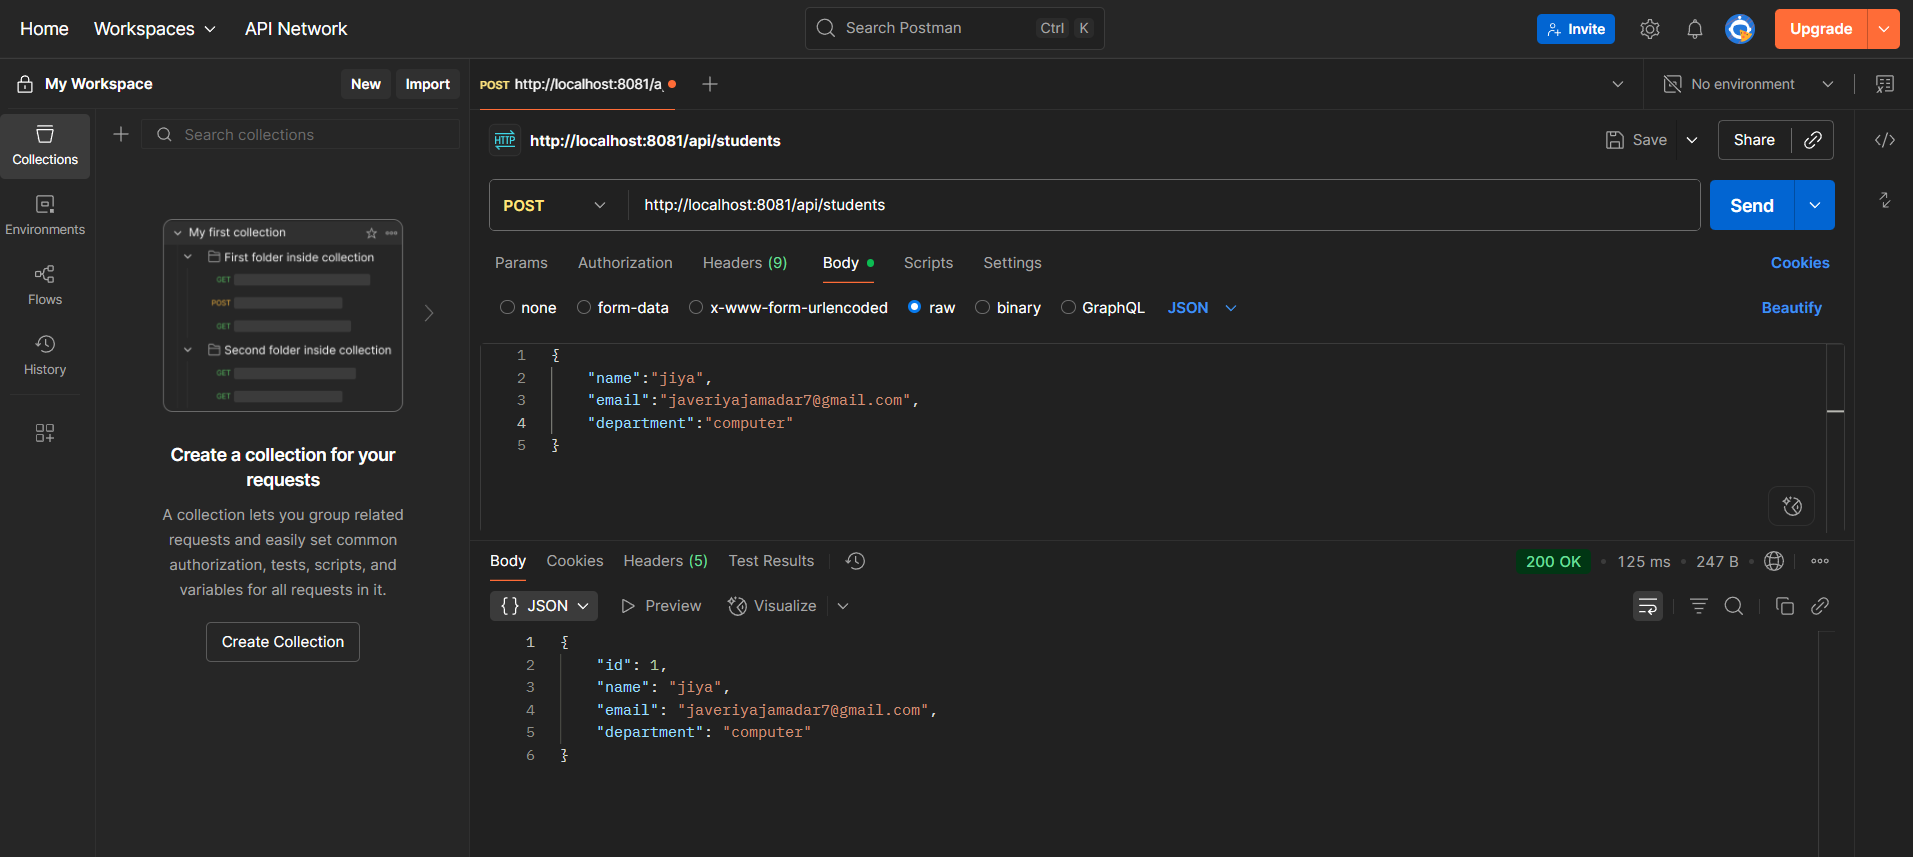 Home Workspaces API Network Search Postman Ctrl K Invite Upgrade
My Workspace New Import
POST http://localhost:8081/a. No environment
Search collections
Collections
Environments
Flows
History
My first collection
First folder inside collection
GET
POST
GET
Second folder inside collection
GET
GET
Create a collection for your
requests
A collection lets you group related
requests and easily set common
authorization, tests, scripts, and
variables for all requests in it.
Create Collection
HTTP http://localhost:8081/api/students Save Share
POST http://localhost:8081/api/students Send
Params Authorization Headers (9) Body Scripts Settings Cookies
none form-data x-www-form-urlencoded raw binary GraphQL JSON Beautify
1 {
2 "name":"jiya",
3 "email":"javeriyajamadar7@gmail.com",
4 "department":"computer"
5 }
Body Cookies Headers (5) Test Results 200 OK • 125 ms • 247 B •
{} JSON Preview Visualize
1 {
2 "id": 1,
3 "name": "jiya",
4 "email": "javeriyajamadar7@gmail.com",
5 "department": "computer"
6 }